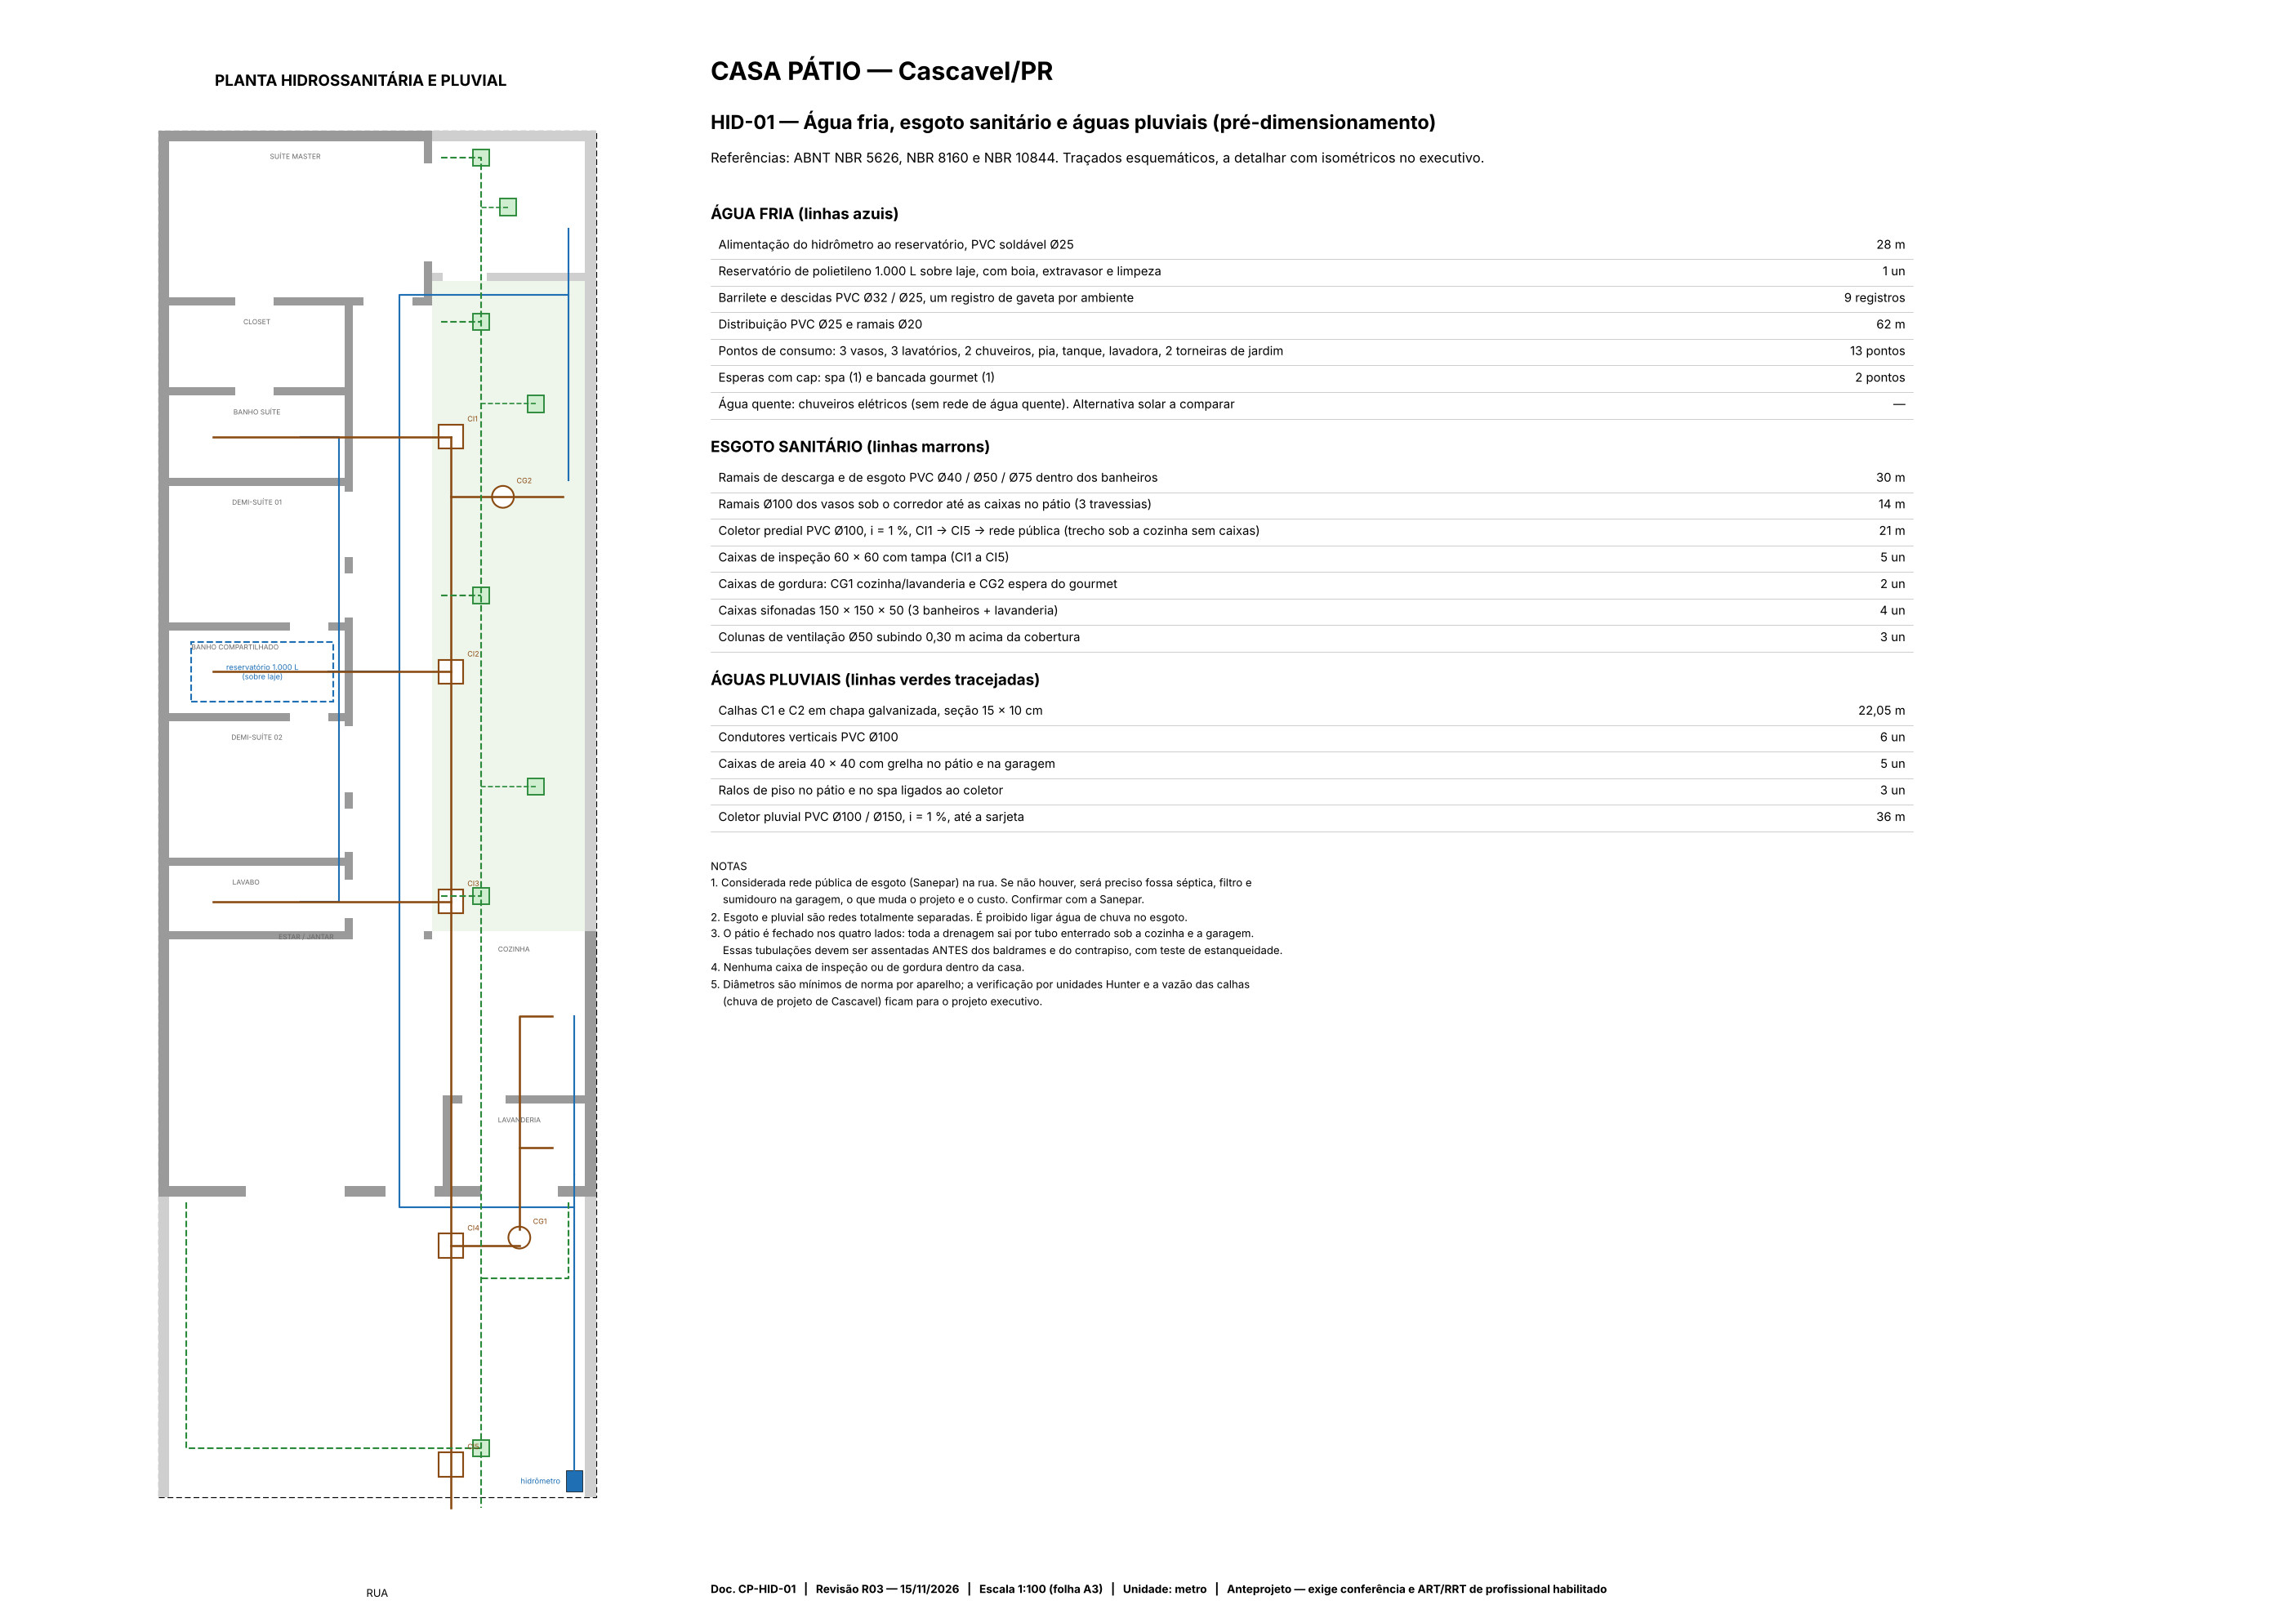 PLANTA HIDROSSANITÁRIA E PLUVIAL
SUÍTE MASTER
CLOSET
BANHO SUÍTE
CI1
CG2
DEMI-SUÍTE 01
BANHO COMPARTILHADO
reservatório 1.000 L
(sobre laje)
CI2
DEMI-SUÍTE 02
LAVABO
CI3
ESTAR / JANTAR
COZINHA
LAVANDERIA
CI4
CG1
CI5
hidrômetro
RUA
CASA PÁTIO — Cascavel/PR
HID-01 — Água fria, esgoto sanitário e águas pluviais (pré-dimensionamento)
Referências: ABNT NBR 5626, NBR 8160 e NBR 10844. Traçados esquemáticos, a detalhar com isométricos no executivo.
ÁGUA FRIA (linhas azuis)
Alimentação do hidrômetro ao reservatório, PVC soldável Ø25 28 m
Reservatório de polietileno 1.000 L sobre laje, com boia, extravasor e limpeza 1 un
Barrilete e descidas PVC Ø32 / Ø25, um registro de gaveta por ambiente 9 registros
Distribuição PVC Ø25 e ramais Ø20 62 m
Pontos de consumo: 3 vasos, 3 lavatórios, 2 chuveiros, pia, tanque, lavadora, 2 torneiras de jardim 13 pontos
Esperas com cap: spa (1) e bancada gourmet (1) 2 pontos
Água quente: chuveiros elétricos (sem rede de água quente). Alternativa solar a comparar —
ESGOTO SANITÁRIO (linhas marrons)
Ramais de descarga e de esgoto PVC Ø40 / Ø50 / Ø75 dentro dos banheiros 30 m
Ramais Ø100 dos vasos sob o corredor até as caixas no pátio (3 travessias) 14 m
Coletor predial PVC Ø100, i = 1 %, CI1 → CI5 → rede pública (trecho sob a cozinha sem caixas) 21 m
Caixas de inspeção 60 × 60 com tampa (CI1 a CI5) 5 un
Caixas de gordura: CG1 cozinha/lavanderia e CG2 espera do gourmet 2 un
Caixas sifonadas 150 × 150 × 50 (3 banheiros + lavanderia) 4 un
Colunas de ventilação Ø50 subindo 0,30 m acima da cobertura 3 un
ÁGUAS PLUVIAIS (linhas verdes tracejadas)
Calhas C1 e C2 em chapa galvanizada, seção 15 × 10 cm 22,05 m
Condutores verticais PVC Ø100 6 un
Caixas de areia 40 × 40 com grelha no pátio e na garagem 5 un
Ralos de piso no pátio e no spa ligados ao coletor 3 un
Coletor pluvial PVC Ø100 / Ø150, i = 1 %, até a sarjeta 36 m
NOTAS
1. Considerada rede pública de esgoto (Sanepar) na rua. Se não houver, será preciso fossa séptica, filtro e
sumidouro na garagem, o que muda o projeto e o custo. Confirmar com a Sanepar.
2. Esgoto e pluvial são redes totalmente separadas. É proibido ligar água de chuva no esgoto.
3. O pátio é fechado nos quatro lados: toda a drenagem sai por tubo enterrado sob a cozinha e a garagem.
Essas tubulações devem ser assentadas ANTES dos baldrames e do contrapiso, com teste de estanqueidade.
4. Nenhuma caixa de inspeção ou de gordura dentro da casa.
5. Diâmetros são mínimos de norma por aparelho; a verificação por unidades Hunter e a vazão das calhas
(chuva de projeto de Cascavel) ficam para o projeto executivo.
Doc. CP-HID-01 | Revisão R03 — 15/11/2026 | Escala 1:100 (folha A3) | Unidade: metro | Anteprojeto — exige conferência e ART/RRT de profissional habilitado